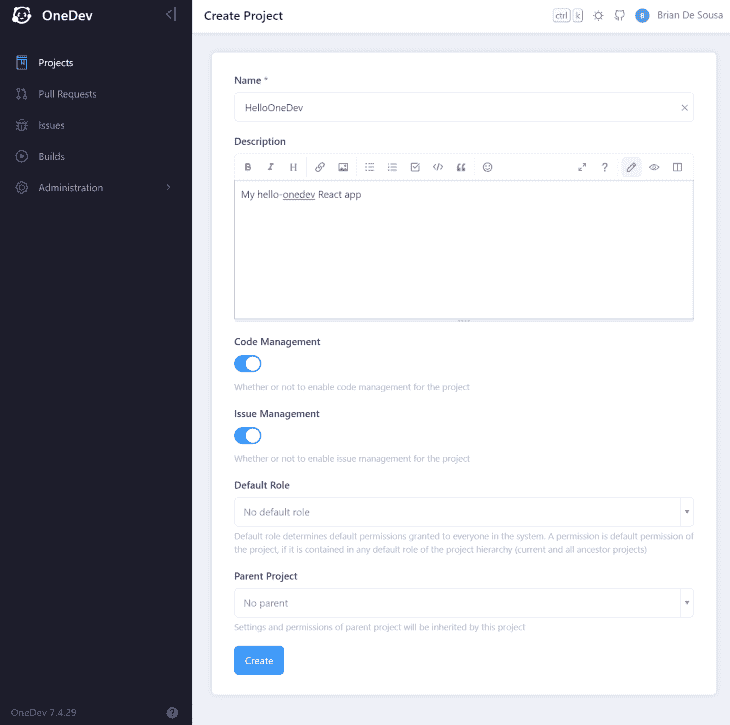 OneDev
Create Project
ctrl k
B Brian De Sousa
Projects
Pull Requests
Issues
Builds
Administration
Name *
HelloOneDev
Description
B I H
My hello-onedev React app
Code Management
Whether or not to enable code management for the project
Issue Management
Whether or not to enable issue management for the project
Default Role
No default role
Default role determines default permissions granted to everyone in the system. A permission is default permission of
the project, if it is contained in any default role of the project hierarchy (current and all ancestor projects)
Parent Project
No parent
Settings and permissions of parent project will be inherited by this project
Create
OneDev 7.4.29